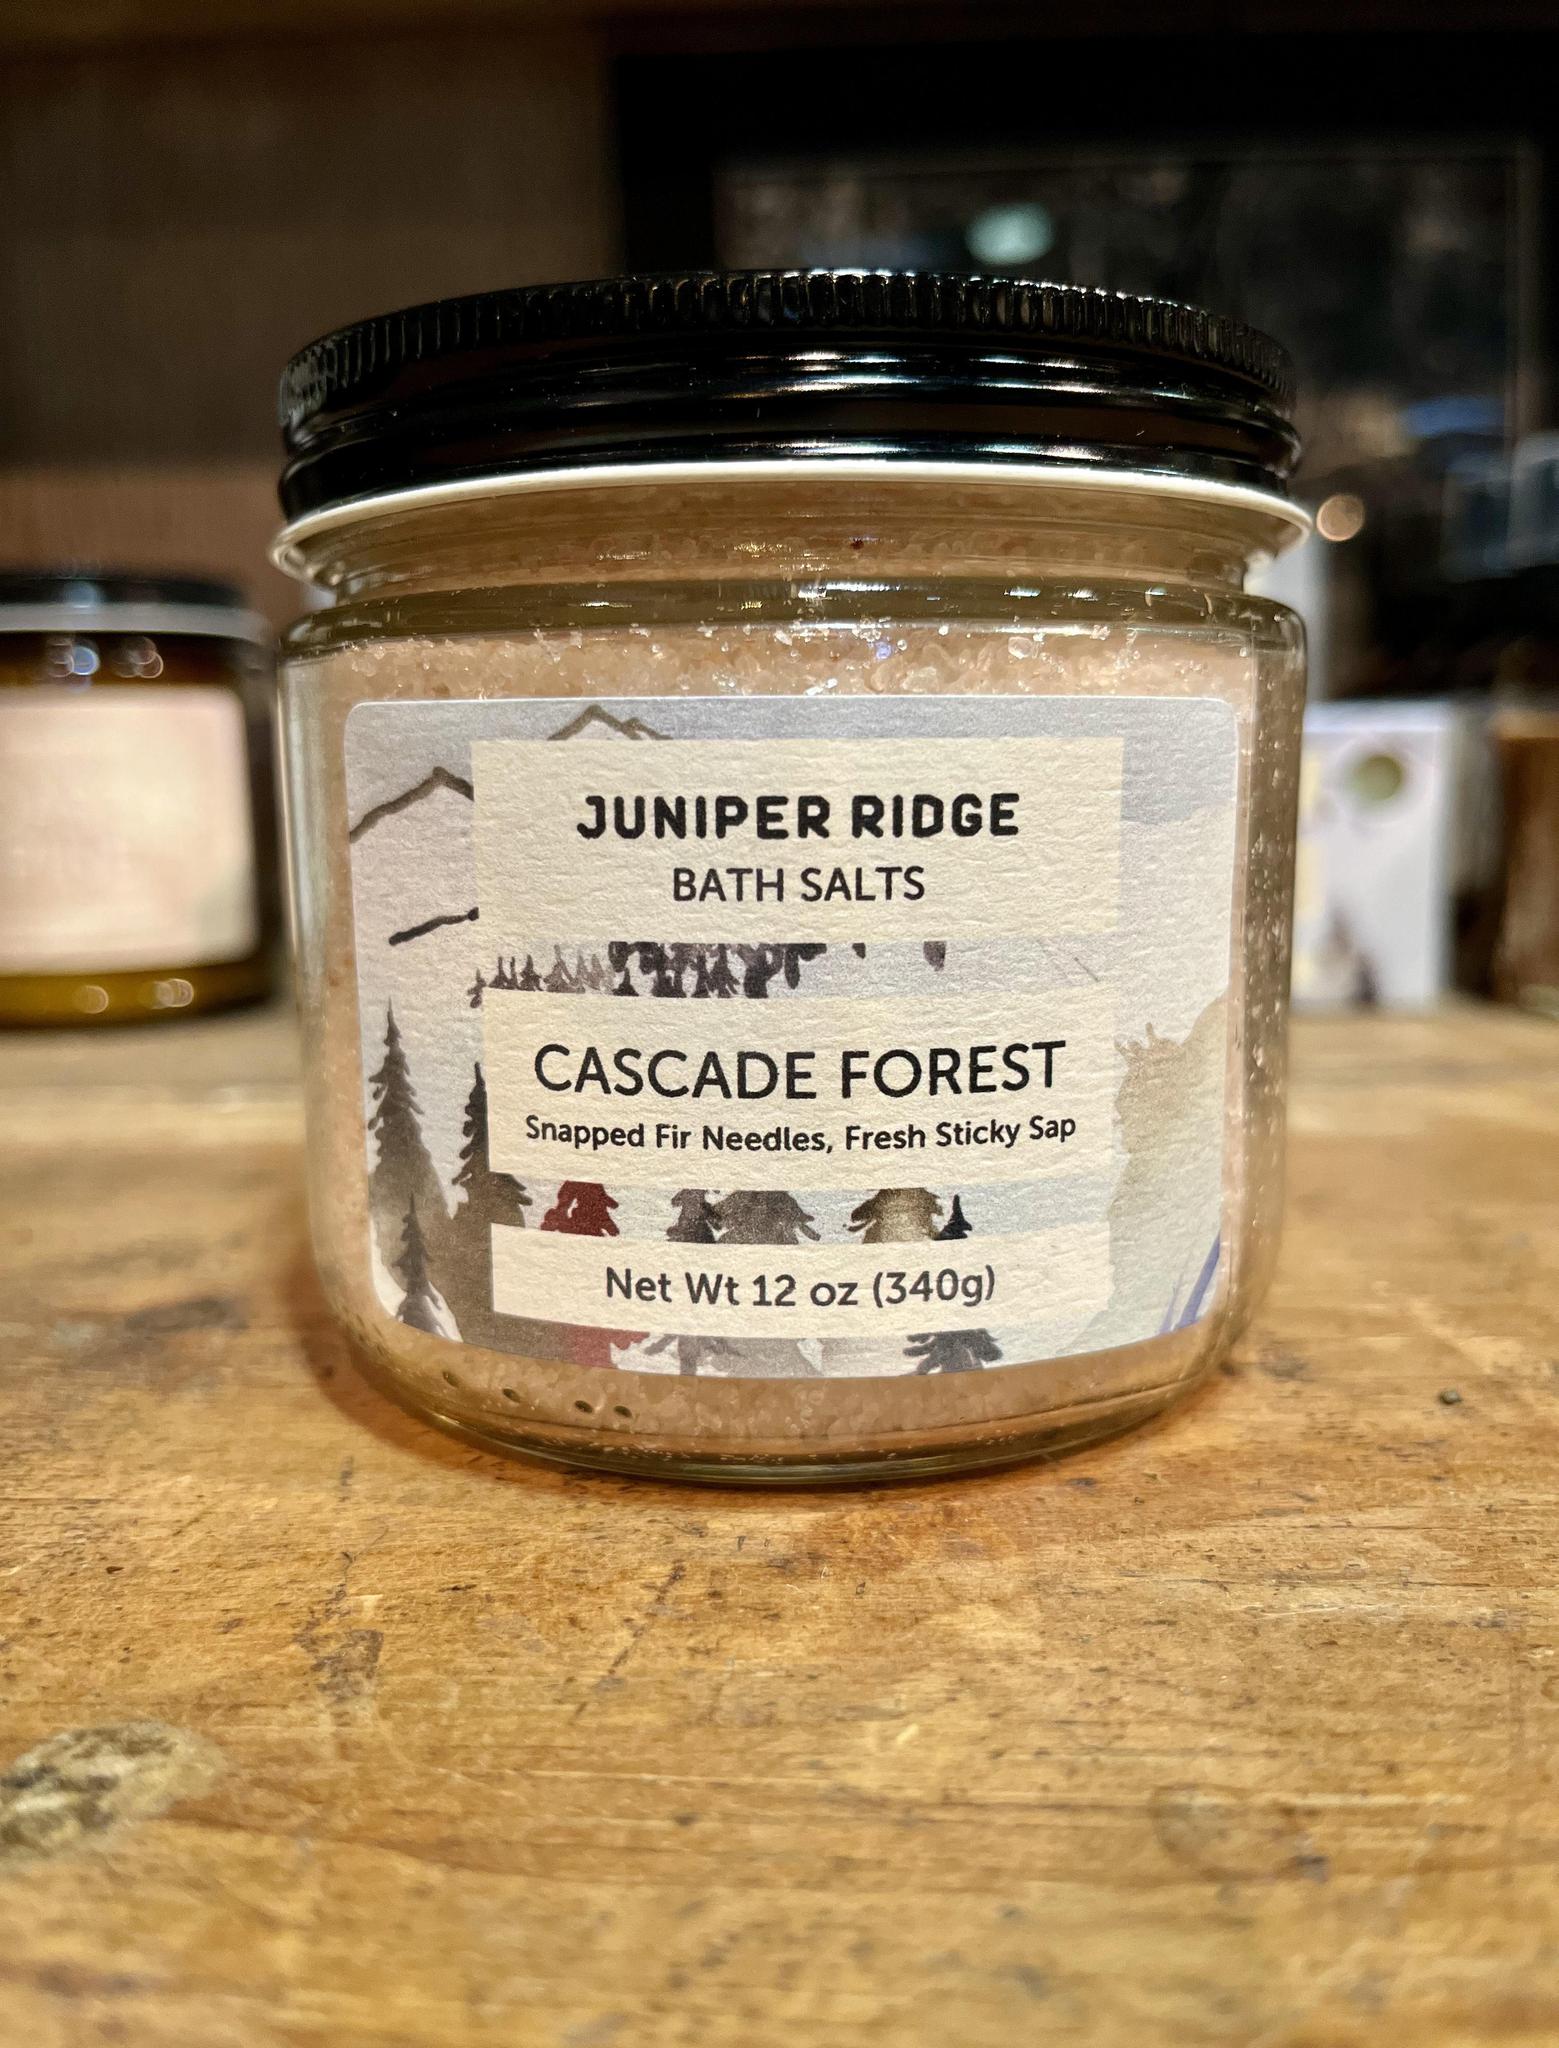 JUNIPER RIDGE
BATH SALTS
CASCADE FOREST
Snapped Fir Needles, Fresh Sticky Sap
Net Wt 12 oz (340g)